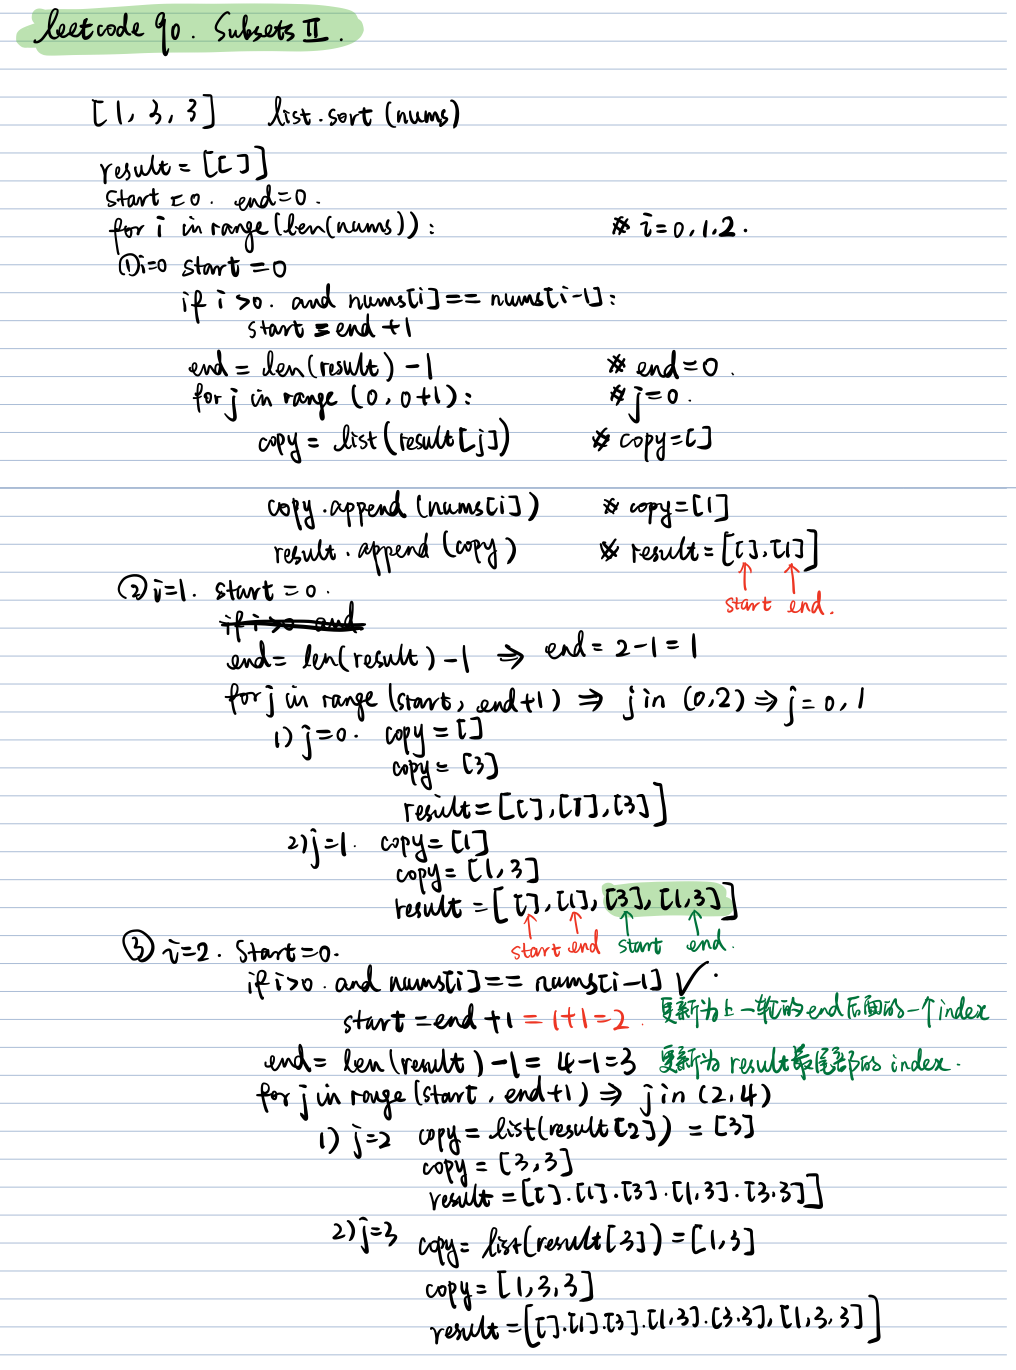 leetcode 90. Subsets II.
[1, 3, 3] list.sort (nums)
result = [[ ]]
start = 0. end = 0.
for i in range (len(nums)): # i = 0, 1, 2.
① i=0 start = 0
if i > 0. and nums[i] == nums[i-1]:
start = end + 1
end = len(result) - 1 # end = 0.
for j in range (0, 0+1): # j = 0.
copy = list(result[j]) # copy = [ ]
copy.append (nums[i]) # copy = [1]
result.append (copy) # result = [[ ], [1]]
start end.
② i=1. start = 0.
if i > 0 and
end = len(result) - 1 ⇒ end = 2-1 = 1
for j in range (start, end+1) ⇒ j in (0,2) ⇒ j = 0, 1
1) j=0. copy = [ ]
copy = [3]
result = [[ ], [1], [3]]
2) j=1. copy = [1]
copy = [1, 3]
result = [[ ], [1], [3], [1,3]]
start end start end.
③ i=2. Start=0.
if i>0. and nums[i] == nums[i-1] ✓.
start = end + 1 = 1+1 = 2. 更新为上一轮的end后面的一个index
end = len(result) - 1 = 4-1 = 3 更新为 result最尾部的 index.
for j in range (start, end+1) ⇒ j in (2,4)
1) j=2 copy = list(result[2]) = [3]
copy = [3,3]
result = [[ ].[1].[3].[1,3].[3.3]]
2) j=3 copy = list(result[3]) = [1,3]
copy = [1,3,3]
result = [[ ].[1].[3].[1,3].[3.3], [1,3,3]]